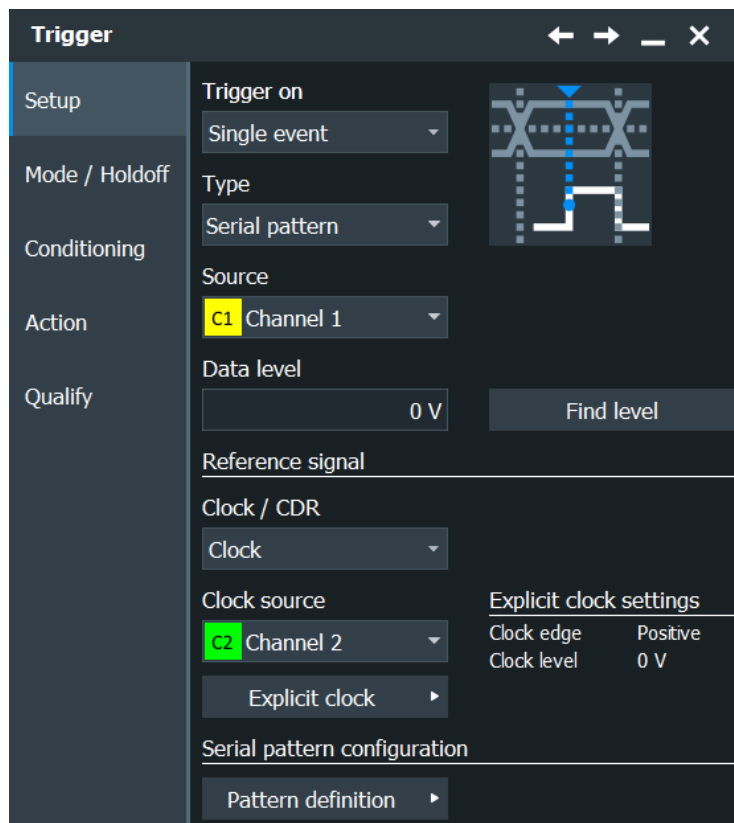 Trigger
Setup
Mode / Holdoff
Conditioning
Action
Qualify
Trigger on
Single event
Type
Serial pattern
Source
C1 Channel 1
Data level
0 V
Find level
Reference signal
Clock / CDR
Clock
Clock source
C2 Channel 2
Explicit clock
Explicit clock settings
Clock edge Positive
Clock level 0 V
Serial pattern configuration
Pattern definition